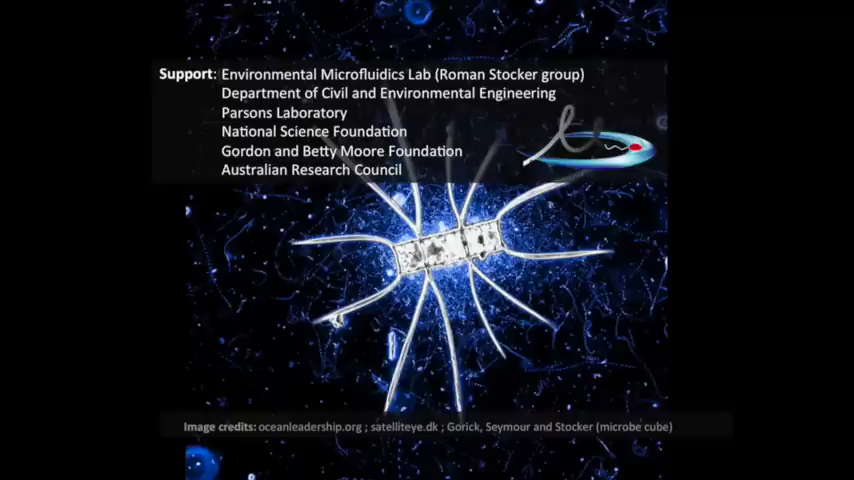 Support: Environmental Microfluidics Lab (Roman Stocker group)
Department of Civil and Environmental Engineering
Parsons Laboratory
National Science Foundation
Gordon and Betty Moore Foundation
Australian Research Council
Image credits: oceanleadership.org ; satelliteye.dk ; Gorick, Seymour and Stocker (microbe cube)